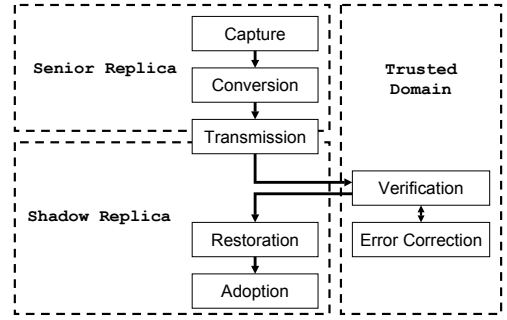 Capture
Senior Replica
Conversion
Transmission
Trusted
Domain
Verification
Shadow Replica
Restoration
Error Correction
Adoption